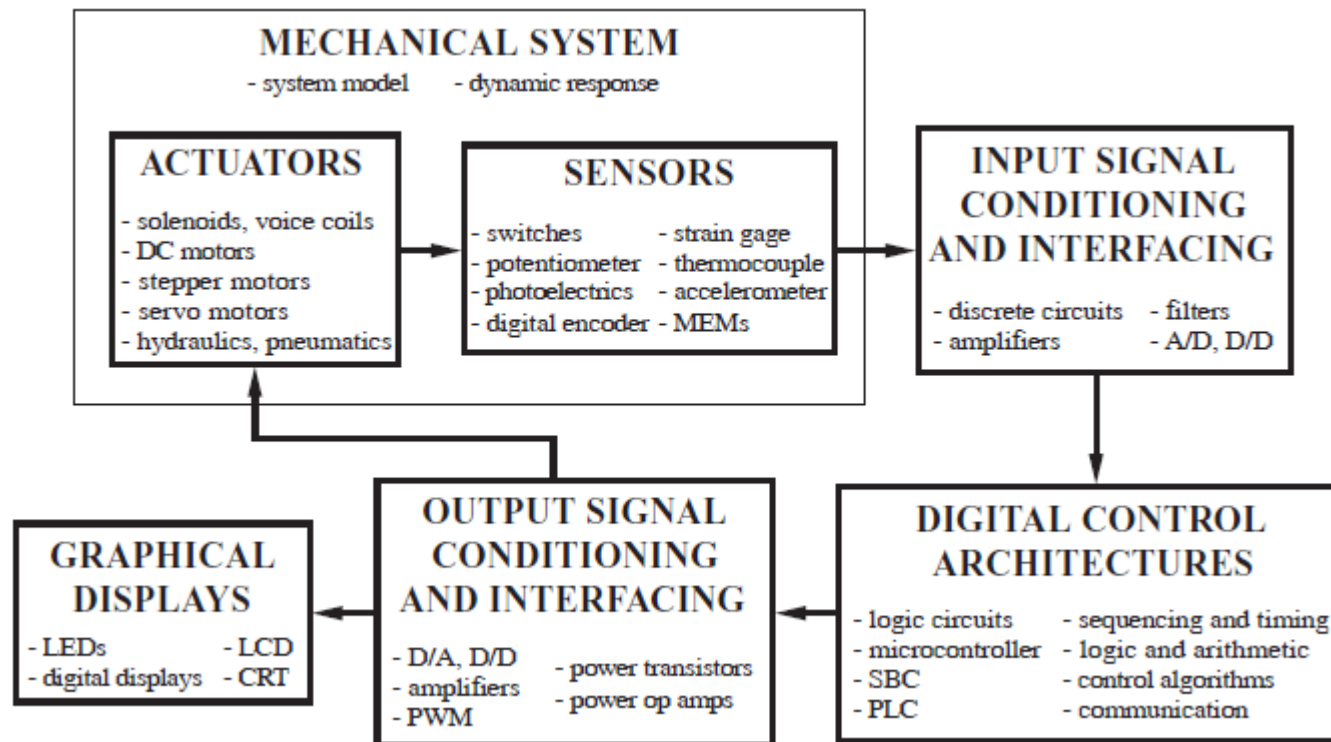 MECHANICAL SYSTEM
- system model - dynamic response
ACTUATORS
- solenoids, voice coils
- DC motors
- stepper motors
- servo motors
- hydraulics, pneumatics
SENSORS
- switches - strain gage
- potentiometer - thermocouple
- photoelectrics - accelerometer
- digital encoder - MEMs
INPUT SIGNAL
CONDITIONING
AND INTERFACING
- discrete circuits - filters
- amplifiers - A/D, D/D
GRAPHICAL
DISPLAYS
- LEDs - LCD
- digital displays - CRT
OUTPUT SIGNAL
CONDITIONING
AND INTERFACING
- D/A, D/D - power transistors
- amplifiers - power op amps
- PWM
DIGITAL CONTROL
ARCHITECTURES
- logic circuits - sequencing and timing
- microcontroller - logic and arithmetic
- SBC - control algorithms
- PLC - communication